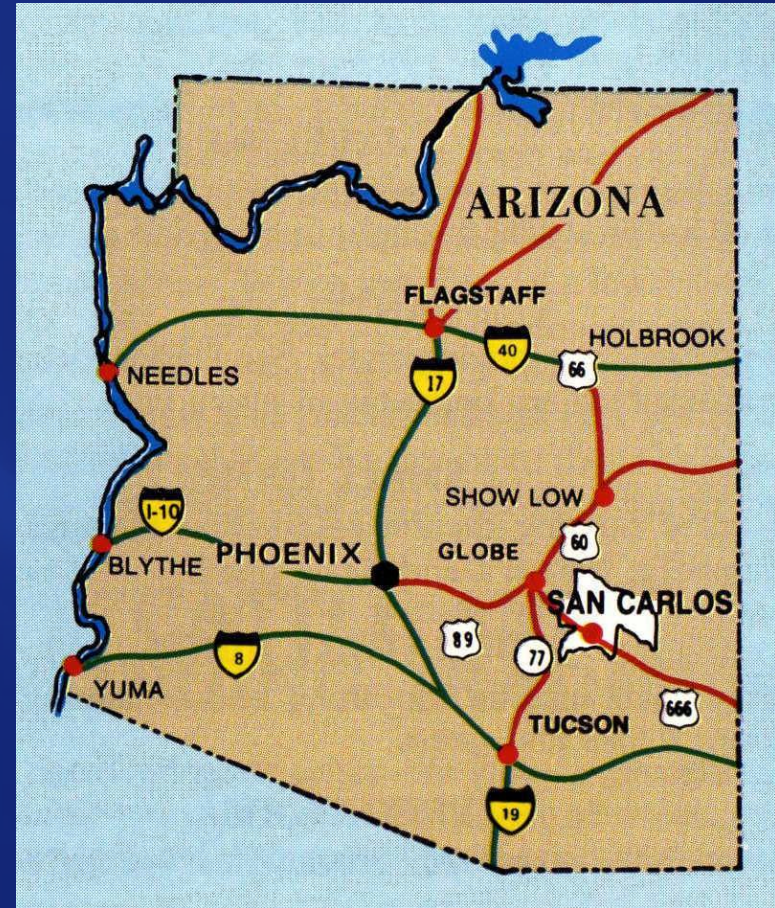 ARIZONA
FLAGSTAFF
40
HOLBROOK
66
17
NEEDLES
SHOW LOW
I-10
60
PHOENIX
GLOBE
BLYTHE
SAN CARLOS
89
77
8
YUMA
666
TUCSON
19